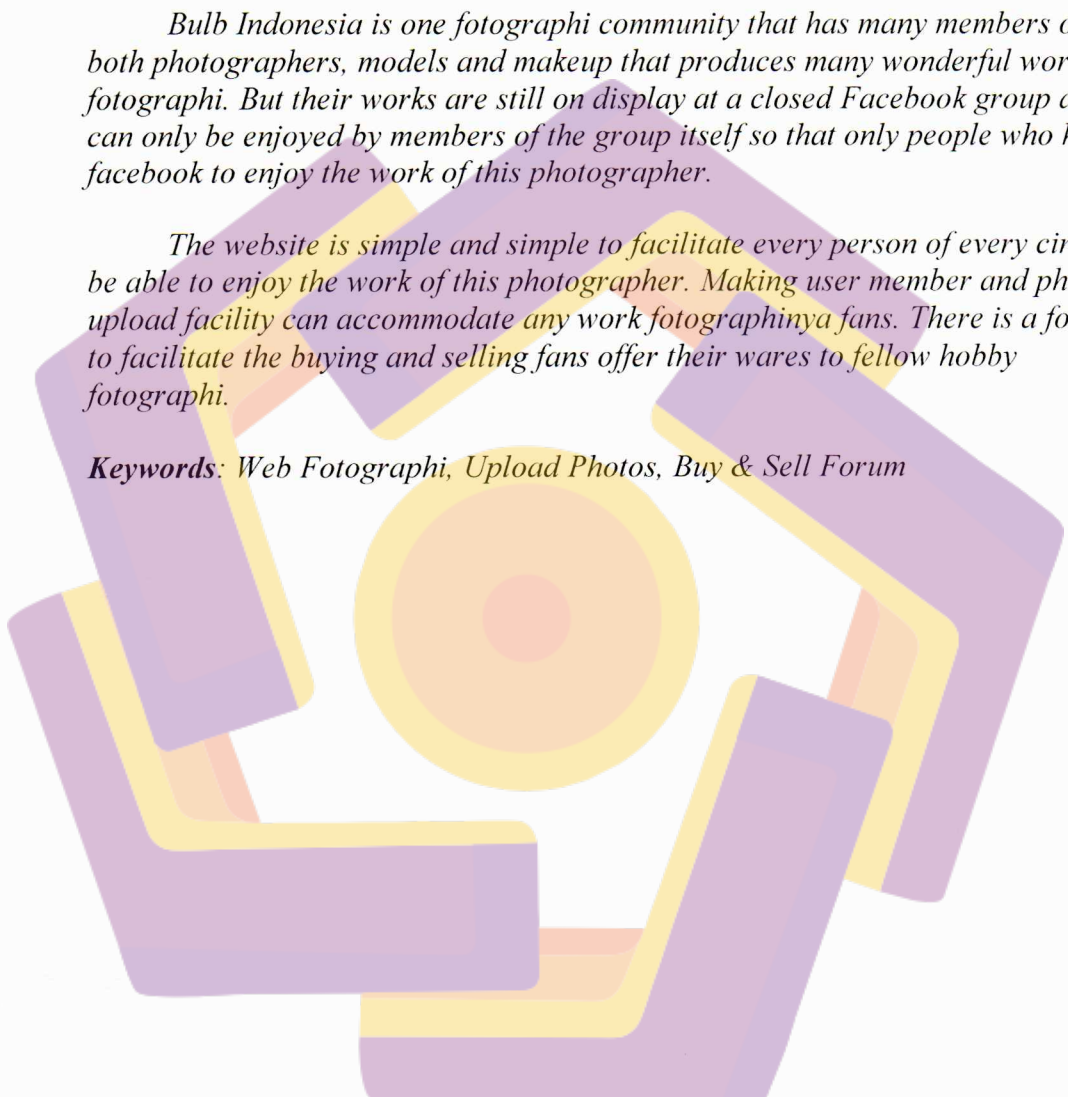 Bulb Indonesia is one fotographi community that has many members
both photographers, models and makeup that produces many wonderful
fotographi. But their works are still on display at a closed Facebook group
can only be enjoyed by members of the group itself so that only people who
facebook to enjoy the work of this photographer.
The website is simple and simple to facilitate every person of every
be able to enjoy the work of this photographer. Making user member and
upload facility can accommodate any work fotographinya fans. There is a
to facilitate the buying and selling fans offer their wares to fellow hobby
fotographi.
Keywords: Web Fotographi, Upload Photos, Buy & Sell Forum